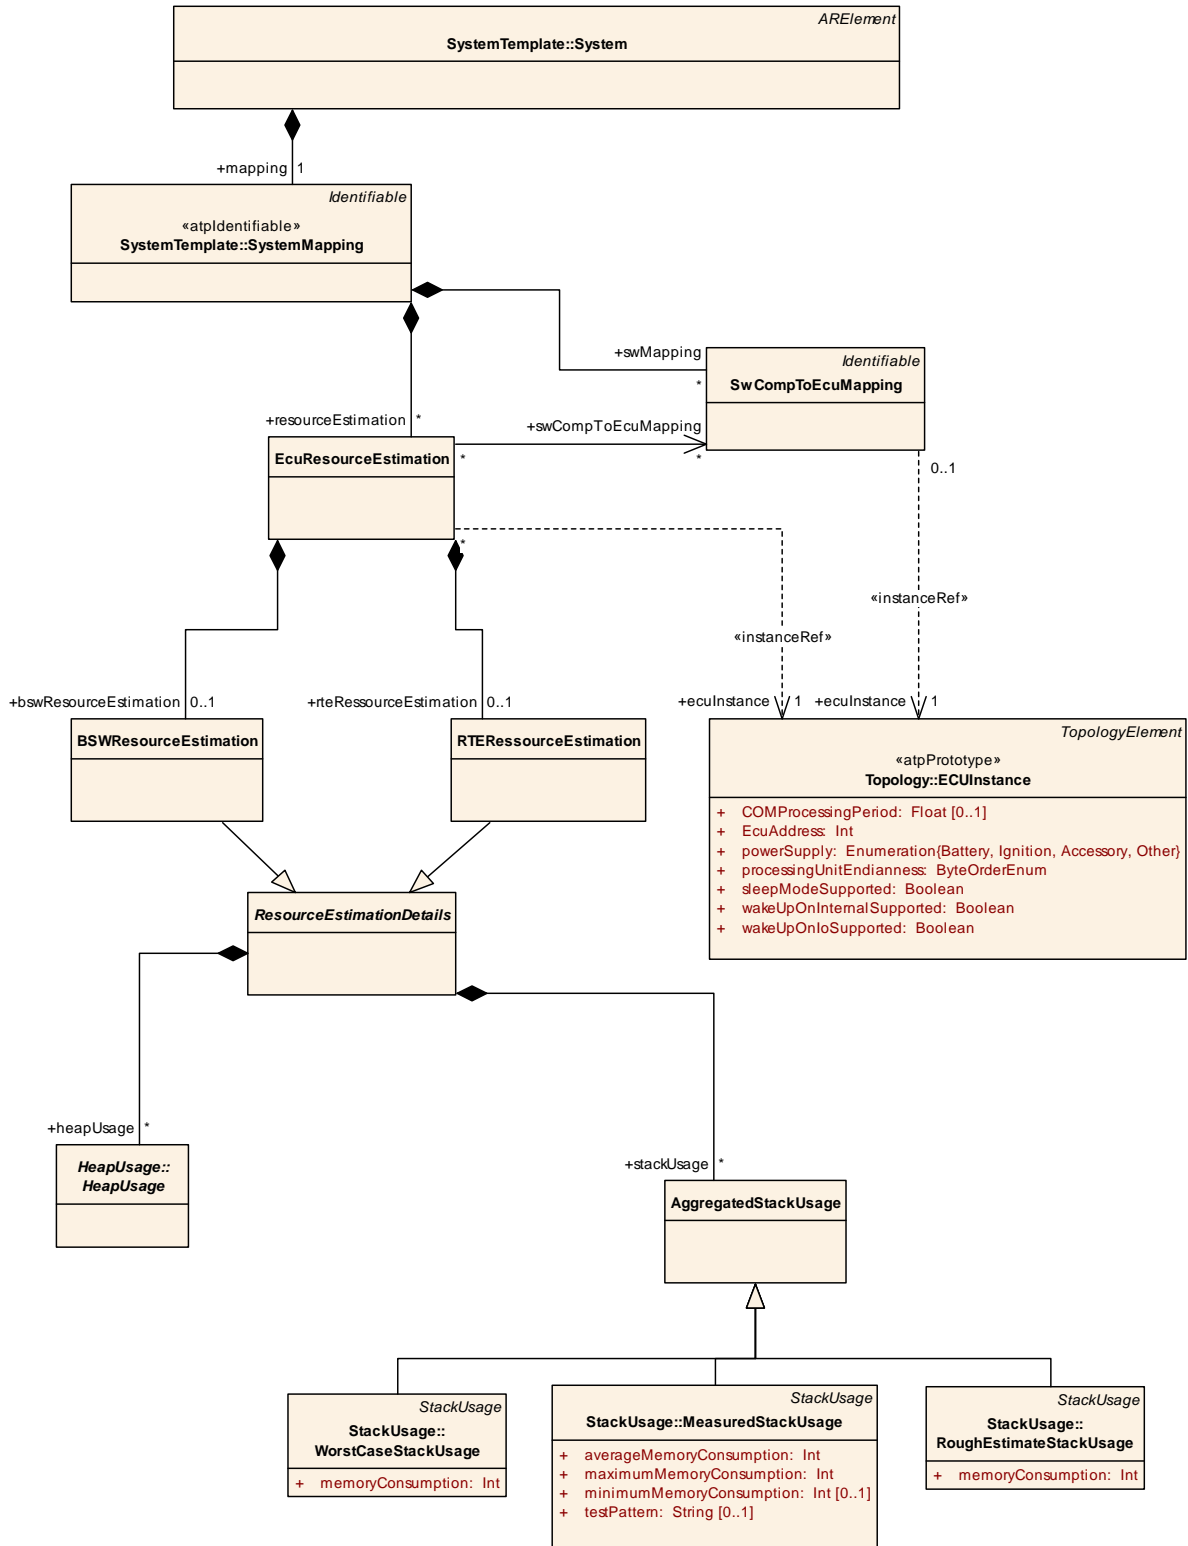 ARElement
SystemTemplate::System
+mapping 1
Identifiable
«atpIdentifiable»
SystemTemplate::SystemMapping
+swMapping
*
Identifiable
SwCompToEcuMapping
+resourceEstimation *
+swCompToEcuMapping
* *
EcuResourceEstimation
0..1
*
«instanceRef»
«instanceRef»
+bswResourceEstimation 0..1
+rteRessourceEstimation 0..1
+ecuInstance 1
+ecuInstance 1
BSWResourceEstimation
RTERessourceEstimation
TopologyElement
«atpPrototype»
Topology::ECUInstance
+ COMProcessingPeriod: Float [0..1]
+ EcuAddress: Int
+ powerSupply: Enumeration{Battery, Ignition, Accessory, Other}
+ processingUnitEndianness: ByteOrderEnum
+ sleepModeSupported: Boolean
+ wakeUpOnInternalSupported: Boolean
+ wakeUpOnIoSupported: Boolean
ResourceEstimationDetails
+heapUsage *
HeapUsage::
HeapUsage
+stackUsage *
AggregatedStackUsage
StackUsage
StackUsage::
WorstCaseStackUsage
+ memoryConsumption: Int
StackUsage
StackUsage::MeasuredStackUsage
+ averageMemoryConsumption: Int
+ maximumMemoryConsumption: Int
+ minimumMemoryConsumption: Int [0..1]
+ testPattern: String [0..1]
StackUsage
StackUsage::
RoughEstimateStackUsage
+ memoryConsumption: Int